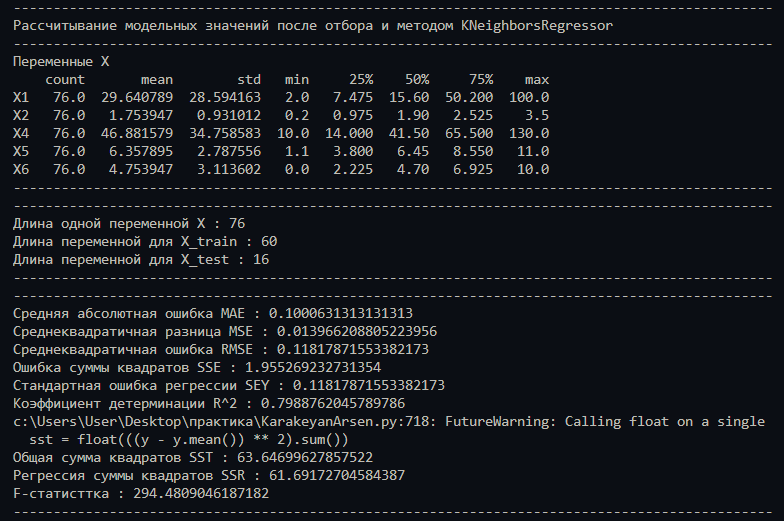 --------------------------------------------------------------------------------------------
Рассчитывание модельных значений после отбора и методом KNeighborsRegressor
--------------------------------------------------------------------------------------------
Переменные X
    count       mean        std   min     25%    50%     75%    max
X1   76.0  29.640789  28.594163   2.0   7.475  15.60  50.200  100.0
X2   76.0   1.753947   0.931012   0.2   0.975   1.90   2.525    3.5
X4   76.0  46.881579  34.758583  10.0  14.000  41.50  65.500  130.0
X5   76.0   6.357895   2.787556   1.1   3.800   6.45   8.550   11.0
X6   76.0   4.753947   3.113602   0.0   2.225   4.70   6.925   10.0
--------------------------------------------------------------------------------------------
--------------------------------------------------------------------------------------------
Длина одной переменной X : 76
Длина переменной для X_train : 60
Длина переменной для X_test : 16
--------------------------------------------------------------------------------------------
--------------------------------------------------------------------------------------------
Средняя абсолютная ошибка MAE : 0.1000631313131313
Среднеквадратичная разница MSE : 0.013966208805223956
Среднеквадратичная ошибка RMSE : 0.11817871553382173
Ошибка суммы квадратов SSE : 1.955269232731354
Стандартная ошибка регрессии SEY : 0.11817871553382173
Коэффициент детерминации R^2 : 0.7988762045789786
c:\Users\User\Desktop\практика\KarakeyanArsen.py:718: FutureWarning: Calling float on a single
  sst = float(((y - y.mean()) ** 2).sum())
Общая сумма квадратов SST : 63.64699627857522
Регрессия суммы квадратов SSR : 61.69172704584387
F-статисттка : 294.4809046187182
--------------------------------------------------------------------------------------------